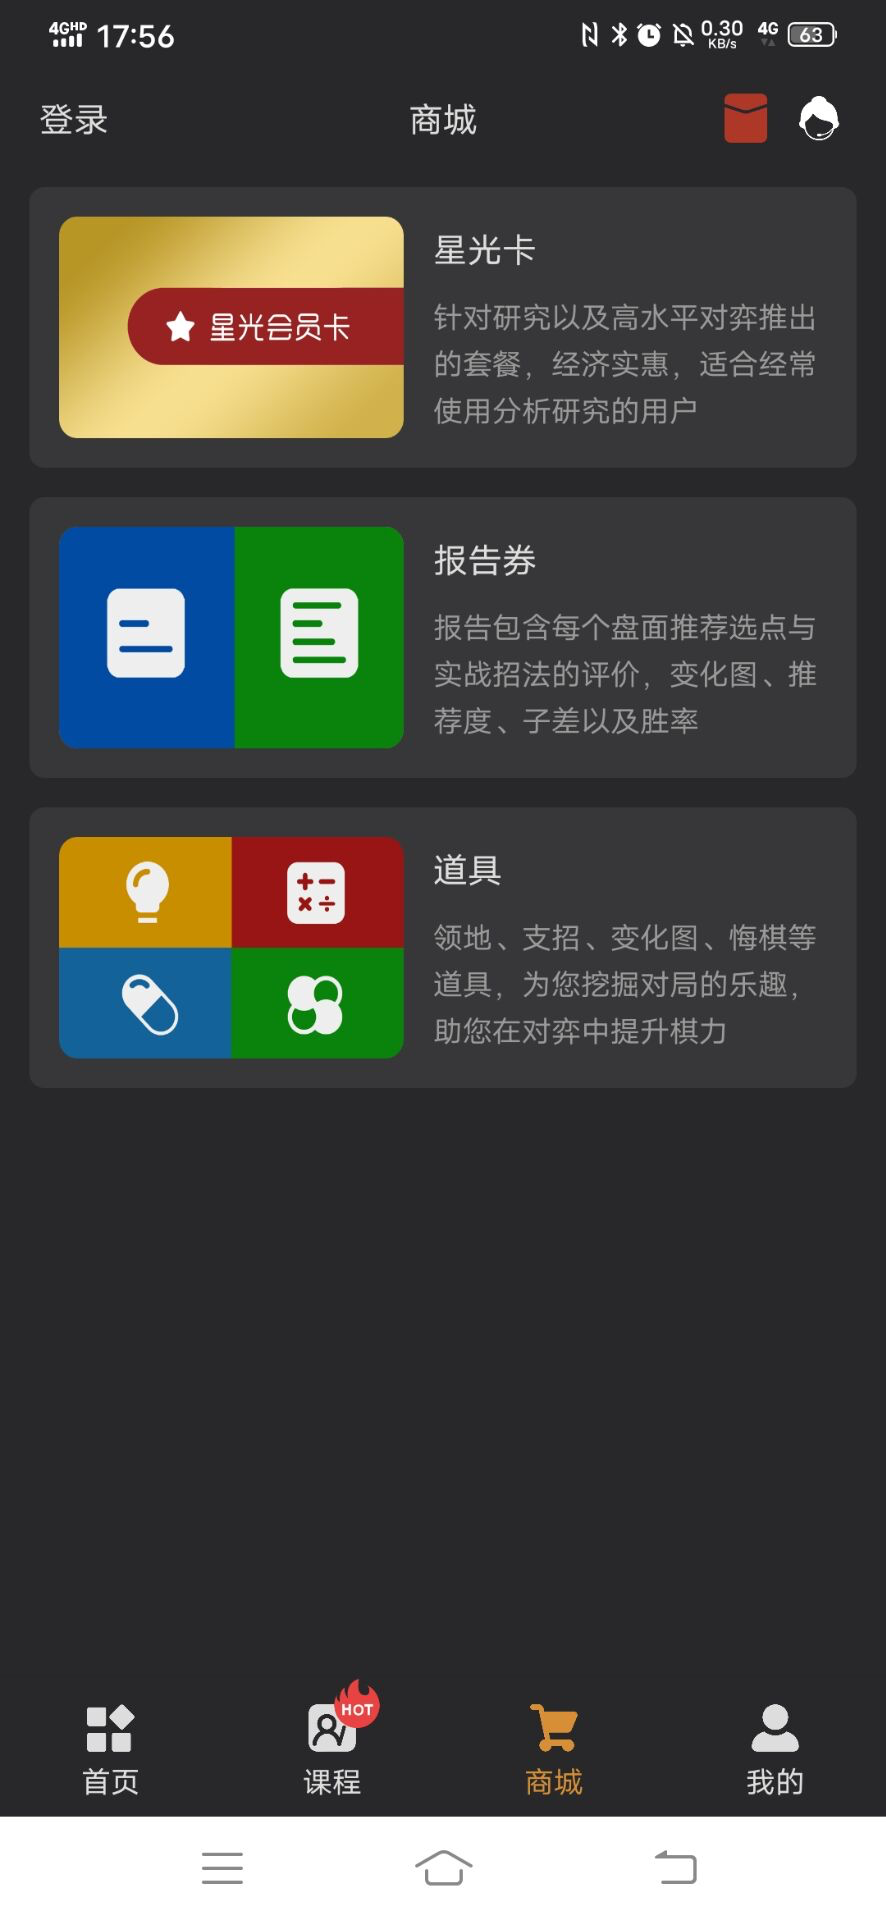 4GHD 17:56 0.30 KB/s 4G 63
登录 商城
星光会员卡
星光卡
针对研究以及高水平对弈推出
的套餐，经济实惠，适合经常
使用分析研究的用户
报告券
报告包含每个盘面推荐选点与
实战招法的评价，变化图、推
荐度、子差以及胜率
道具
领地、支招、变化图、悔棋等
道具，为您挖掘对局的乐趣，
助您在对弈中提升棋力
HOT
首页 课程 商城 我的